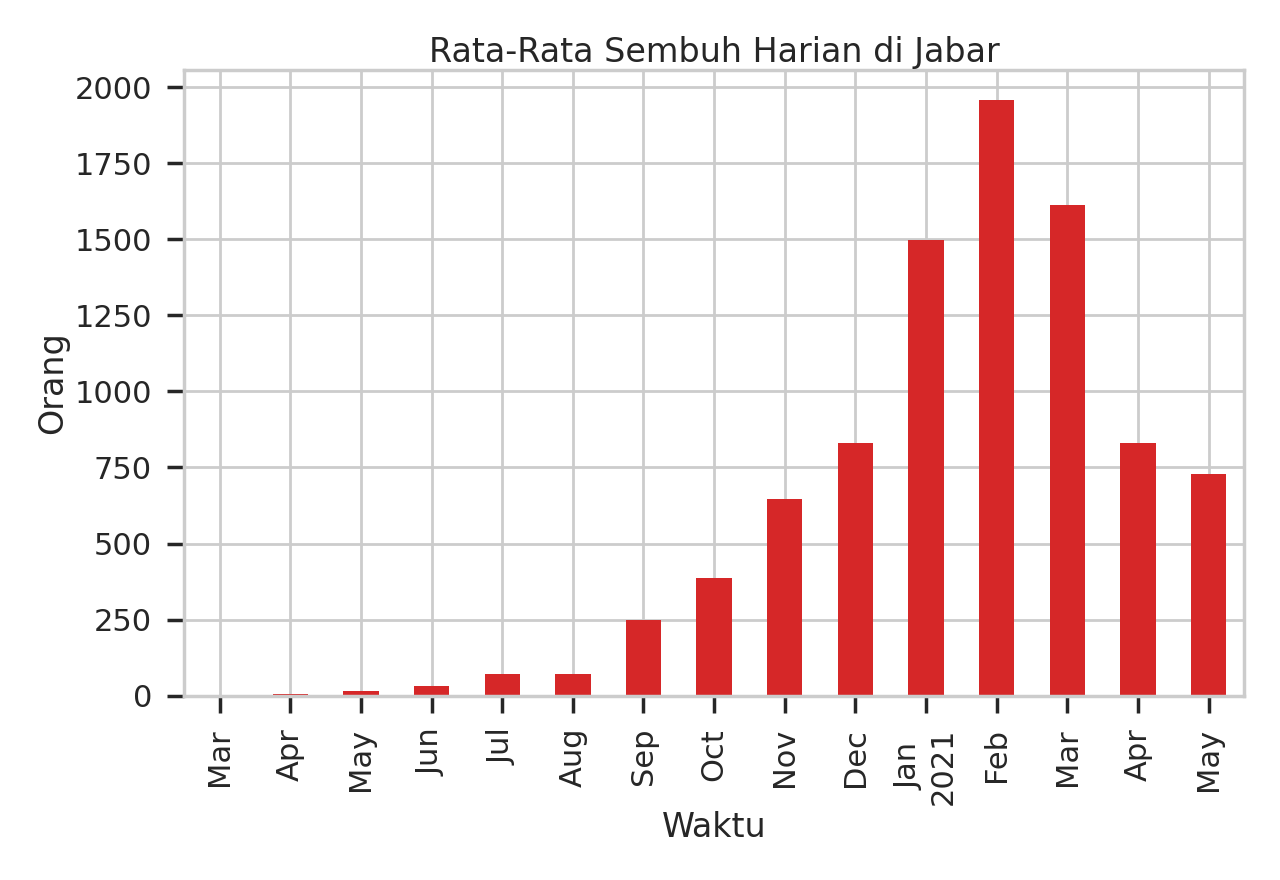 Rata-Rata Sembuh Harian di Jabar
2000
1750
1500
1250
1000
750
500
250
0
Orang
Mar
Apr
May
Jun
Jul
Aug
Sep
Oct
Nov
Dec
Jan
2021
Feb
Mar
Apr
May
Waktu